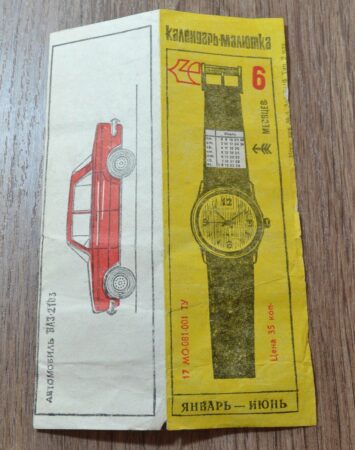 АВТОМОБИЛЬ ВАЗ-2103
календарь-малютка
6
МЕСЯЦЕВ
17 МО.081.001 ТУ
Цена 35 коп.
ЯНВАРЬ — ИЮНЬ